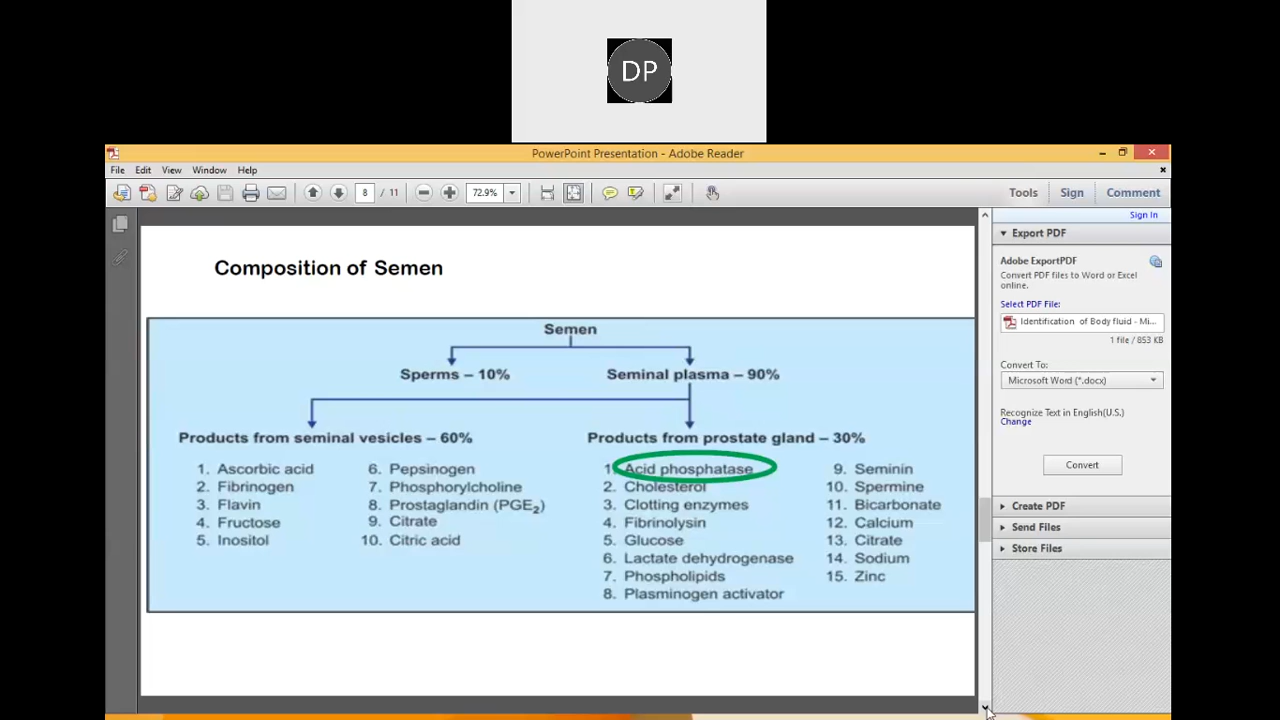 DP
PowerPoint Presentation - Adobe Reader
File Edit View Window Help
8 / 11 72.9% Tools Sign Comment
Sign In
Export PDF
Adobe ExportPDF
Convert PDF files to Word or Excel
online.
Select PDF File:
Identification of Body fluid - Mi...
1 file / 853 KB
Convert To:
Microsoft Word (*.docx)
Recognize Text in English(U.S.)
Change
Convert
Create PDF
Send Files
Store Files
Composition of Semen
Semen
Sperms – 10%
Seminal plasma – 90%
Products from seminal vesicles – 60%
1. Ascorbic acid
2. Fibrinogen
3. Flavin
4. Fructose
5. Inositol
6. Pepsinogen
7. Phosphorylcholine
8. Prostaglandin (PGE2)
9. Citrate
10. Citric acid
Products from prostate gland – 30%
1. Acid phosphatase
2. Cholesterol
3. Clotting enzymes
4. Fibrinolysin
5. Glucose
6. Lactate dehydrogenase
7. Phospholipids
8. Plasminogen activator
9. Seminin
10. Spermine
11. Bicarbonate
12. Calcium
13. Citrate
14. Sodium
15. Zinc